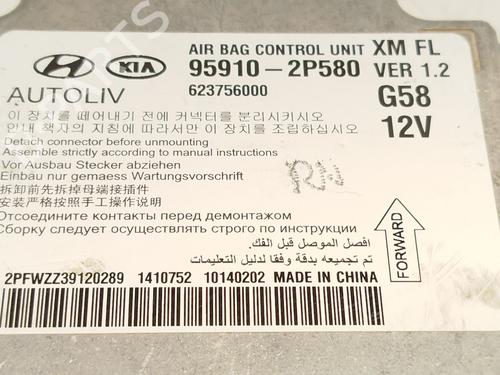 AIR BAG CONTROL UNIT XM FL
HYUNDAI KIA 95910-2P580 VER 1.2
AUTOLIV 623756000 G58
이 장치를 떼어내기 전에 커넥터를 분리시키시오
안내 책자의 지침에 따라서만 이 장치를 조립하십시오 12V
Detach connector before unmounting
Assemble strictly according to manual instructions
Vor Ausbau Stecker abziehen
Einbau nur gemaess Wartungsvorschrift
拆卸前先拆掉母端接插件
安装严格按照手工操作说明
Отсоедините контакты перед демонтажом
Сборку следует осуществлять строго по инструкции
افصل الموصل قبل الفك.
تم تجميعه بدقة وفقا لدليل التعليمات
FORWARD
2PFWZZ39120289 1410752 10140202 MADE IN CHINA